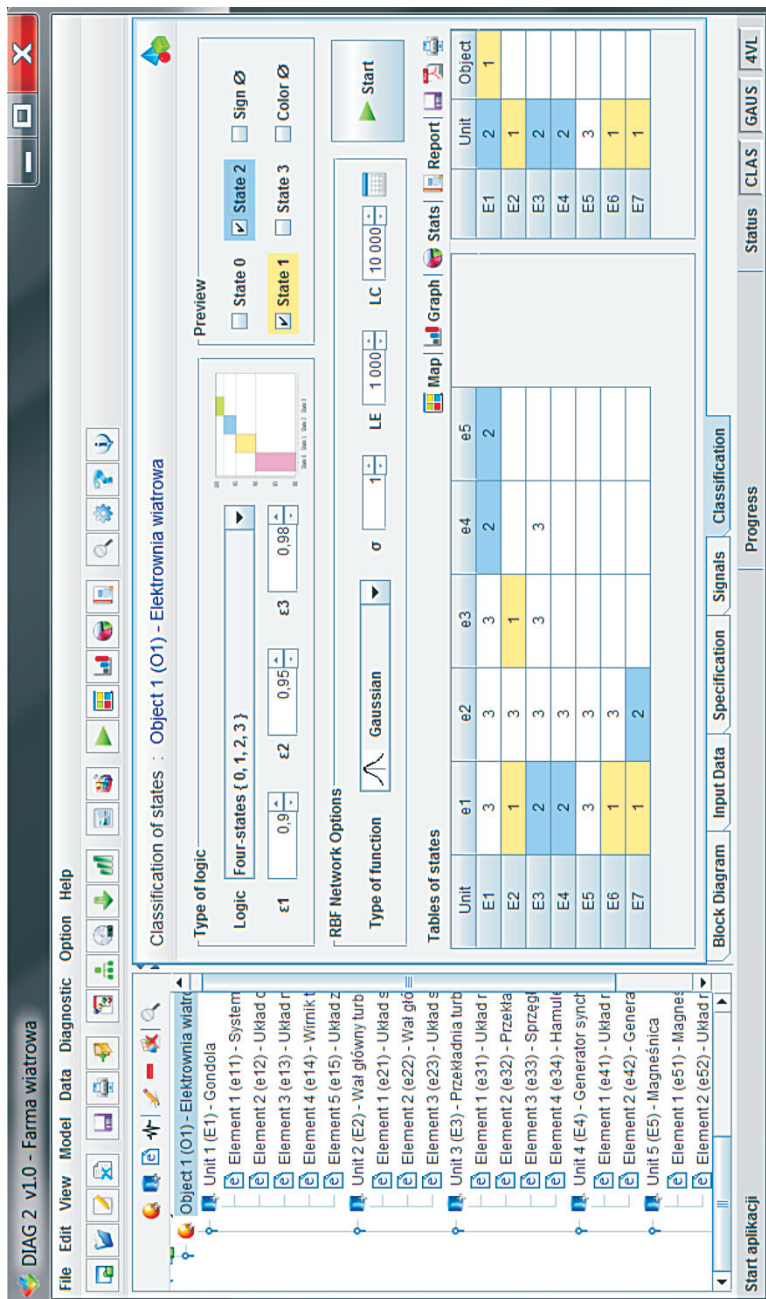 DIAG 2 v1.0 - Farma wiatrowa
File Edit View Model Data Diagnostic Option Help
Object 1 (O1) - Elektrownia wiatro
Unit 1 (E1) - Gondola
Element 1 (e11) - System
Element 2 (e12) - Układ o
Element 3 (e13) - Układ r
Element 4 (e14) - Wirnik t
Element 5 (e15) - Układ z
Unit 2 (E2) - Wał główny turb
Element 1 (e21) - Układ s
Element 2 (e22) - Wał głó
Element 3 (e23) - Układ s
Unit 3 (E3) - Przekładnia turb
Element 1 (e31) - Układ r
Element 2 (e32) - Przekła
Element 3 (e33) - Sprzęgł
Element 4 (e34) - Hamule
Unit 4 (E4) - Generator synch
Element 1 (e41) - Układ r
Element 2 (e42) - Genera
Unit 5 (E5) - Magneśnica
Element 1 (e51) - Magnes
Element 2 (e52) - Układ r
Classification of states : Object 1 (O1) - Elektrownia wiatrowa
Type of logic
Logic Four-states { 0, 1, 2, 3 }
ε1 0,9 ε2 0,95 ε3 0,98
Preview
State 0 State 2 Sign Ø
State 1 State 3 Color Ø
RBF Network Options
Type of function Gaussian σ 1 LE 1 000 LC 10 000
Start
Tables of states
Map Graph Stats Report
Unit e1 e2 e3 e4 e5
E1 3 3 3 2 2
E2 1 3 1
E3 2 3 3 3
E4 2 3
E5 3 3
E6 1 3
E7 1 2
Unit Object
E1 2 1
E2 1
E3 2
E4 2
E5 3
E6 1
E7 1
Block Diagram Input Data Specification Signals Classification
Start aplikacji Progress Status CLAS GAUS 4VL